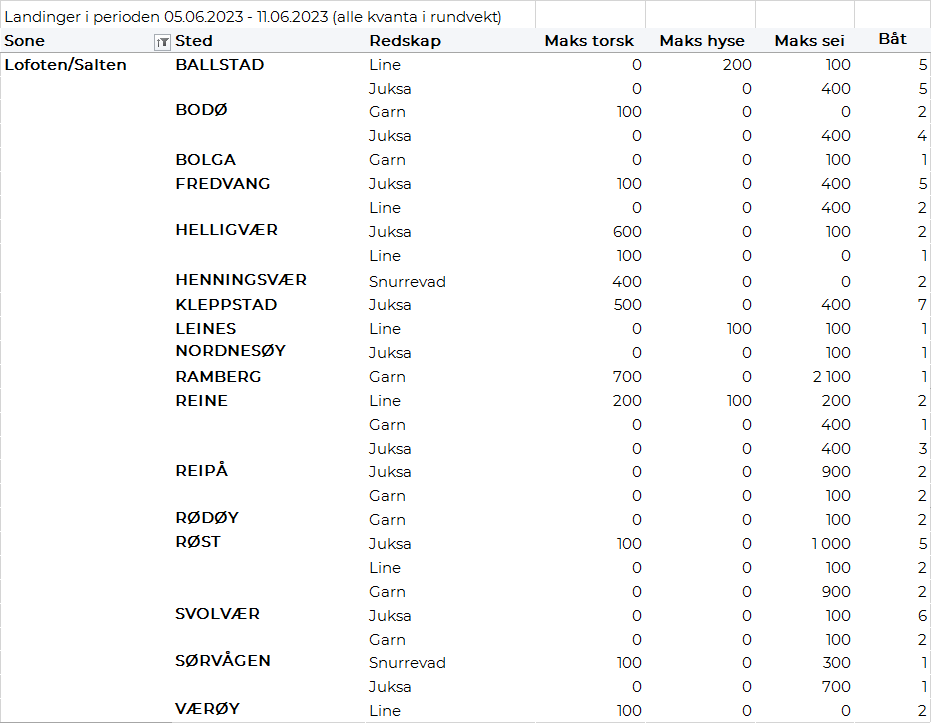 Landinger i perioden 05.06.2023 - 11.06.2023 (alle kvanta i rundvekt)
Sone Sted Redskap Maks torsk Maks hyse Maks sei Båt
Lofoten/Salten BALLSTAD Line 0 200 100 5
Juksa 0 0 400 5
BODØ Garn 100 0 0 2
Juksa 0 0 400 4
BOLGA Garn 0 0 100 1
FREDVANG Juksa 100 0 400 5
Line 0 0 400 2
HELLIGVÆR Juksa 600 0 100 2
Line 100 0 0 1
HENNINGSVÆR Snurrevad 400 0 0 2
KLEPPSTAD Juksa 500 0 400 7
LEINES Line 0 100 100 1
NORDNESØY Juksa 0 0 100 1
RAMBERG Garn 700 0 2 100 1
REINE Line 200 100 200 2
Garn 0 0 400 1
Juksa 0 0 400 3
REIPÅ Juksa 0 0 900 2
Garn 0 0 100 2
RØDØY Garn 0 0 100 2
RØST Juksa 100 0 1 000 5
Line 0 0 100 2
Garn 0 0 900 2
SVOLVÆR Juksa 0 0 100 6
Garn 0 0 100 2
SØRVÅGEN Snurrevad 100 0 300 1
Juksa 0 0 700 1
VÆRØY Line 100 0 0 2